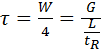 τ = W/4 = G/(L/t_R)